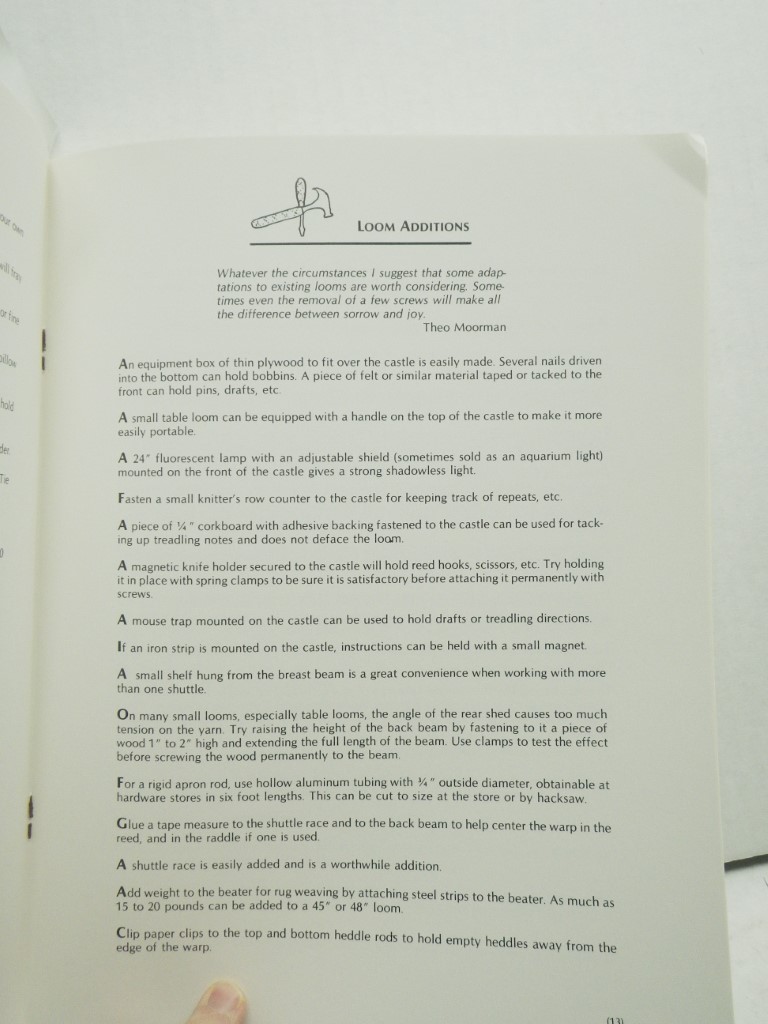 our own
will fray
or fine
pillow
hold
der.
Tie
LOOM ADDITIONS
Whatever the circumstances I suggest that some adap-
tations to existing looms are worth considering. Some-
times even the removal of a few screws will make all
the difference between sorrow and joy.
Theo Moorman
An equipment box of thin plywood to fit over the castle is easily made. Several nails driven
into the bottom can hold bobbins. A piece of felt or similar material taped or tacked to the
front can hold pins, drafts, etc.
A small table loom can be equipped with a handle on the top of the castle to make it more
easily portable.
A 24" fluorescent lamp with an adjustable shield (sometimes sold as an aquarium light)
mounted on the front of the castle gives a strong shadowless light.
Fasten a small knitter's row counter to the castle for keeping track of repeats, etc.
A piece of ¼" corkboard with adhesive backing fastened to the castle can be used for tack-
ing up treadling notes and does not deface the loom.
A magnetic knife holder secured to the castle will hold reed hooks, scissors, etc. Try holding
it in place with spring clamps to be sure it is satisfactory before attaching it permanently with
screws.
A mouse trap mounted on the castle can be used to hold drafts or treadling directions.
If an iron strip is mounted on the castle, instructions can be held with a small magnet.
A small shelf hung from the breast beam is a great convenience when working with more
than one shuttle.
On many small looms, especially table looms, the angle of the rear shed causes too much
tension on the yarn. Try raising the height of the back beam by fastening to it a piece of
wood 1" to 2" high and extending the full length of the beam. Use clamps to test the effect
before screwing the wood permanently to the beam.
For a rigid apron rod, use hollow aluminum tubing with ¾" outside diameter, obtainable at
hardware stores in six foot lengths. This can be cut to size at the store or by hacksaw.
Glue a tape measure to the shuttle race and to the back beam to help center the warp in the
reed, and in the raddle if one is used.
A shuttle race is easily added and is a worthwhile addition.
Add weight to the beater for rug weaving by attaching steel strips to the beater. As much as
15 to 20 pounds can be added to a 45" or 48" loom.
Clip paper clips to the top and bottom heddle rods to hold empty heddles away from the
edge of the warp.
(13)